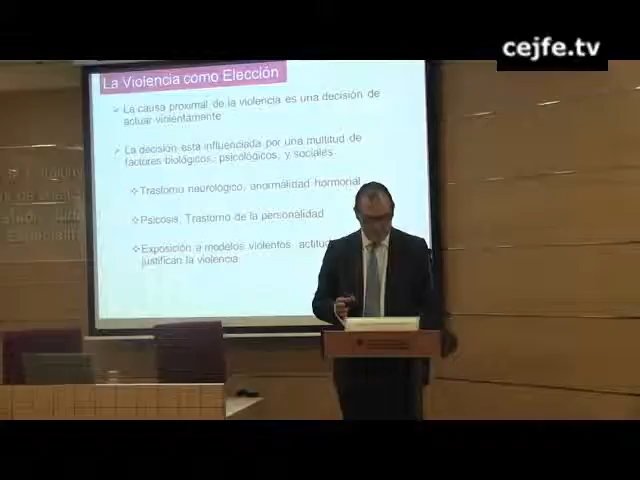 cejfe.tv
La Violencia como Elección
La causa proximal de la violencia es una decisión de
actuar violentamente
La decisión está influenciada por una multitud de
factores biológicos, psicológicos, y sociales
Trastorno neurológico, anormalidad hormonal
Psicosis, Trastorno de la personalidad
Exposición a modelos violentos, actitu
justifican la violencia